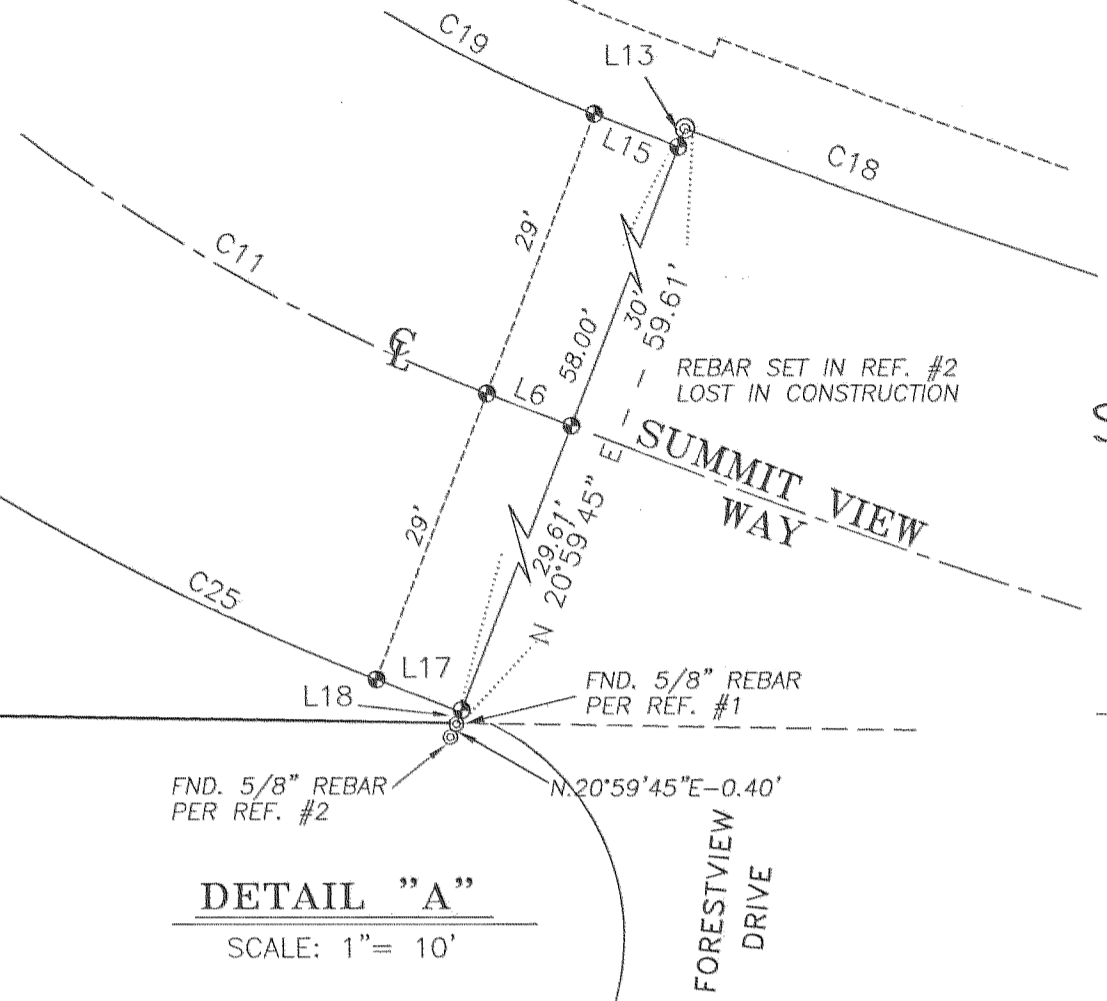 C19
L13
L15
C18
29'
C11
30'
59.61'
58.00'
REBAR SET IN REF. #2
LOST IN CONSTRUCTION
L6
SUMMIT VIEW
WAY
N 20°59'45" E
29.61'
29'
C25
L17
L18
FND. 5/8" REBAR
PER REF. #1
FND. 5/8" REBAR
PER REF. #2
N.20°59'45"E-0.40'
FORESTVIEW
DRIVE
DETAIL "A"
SCALE: 1"= 10'